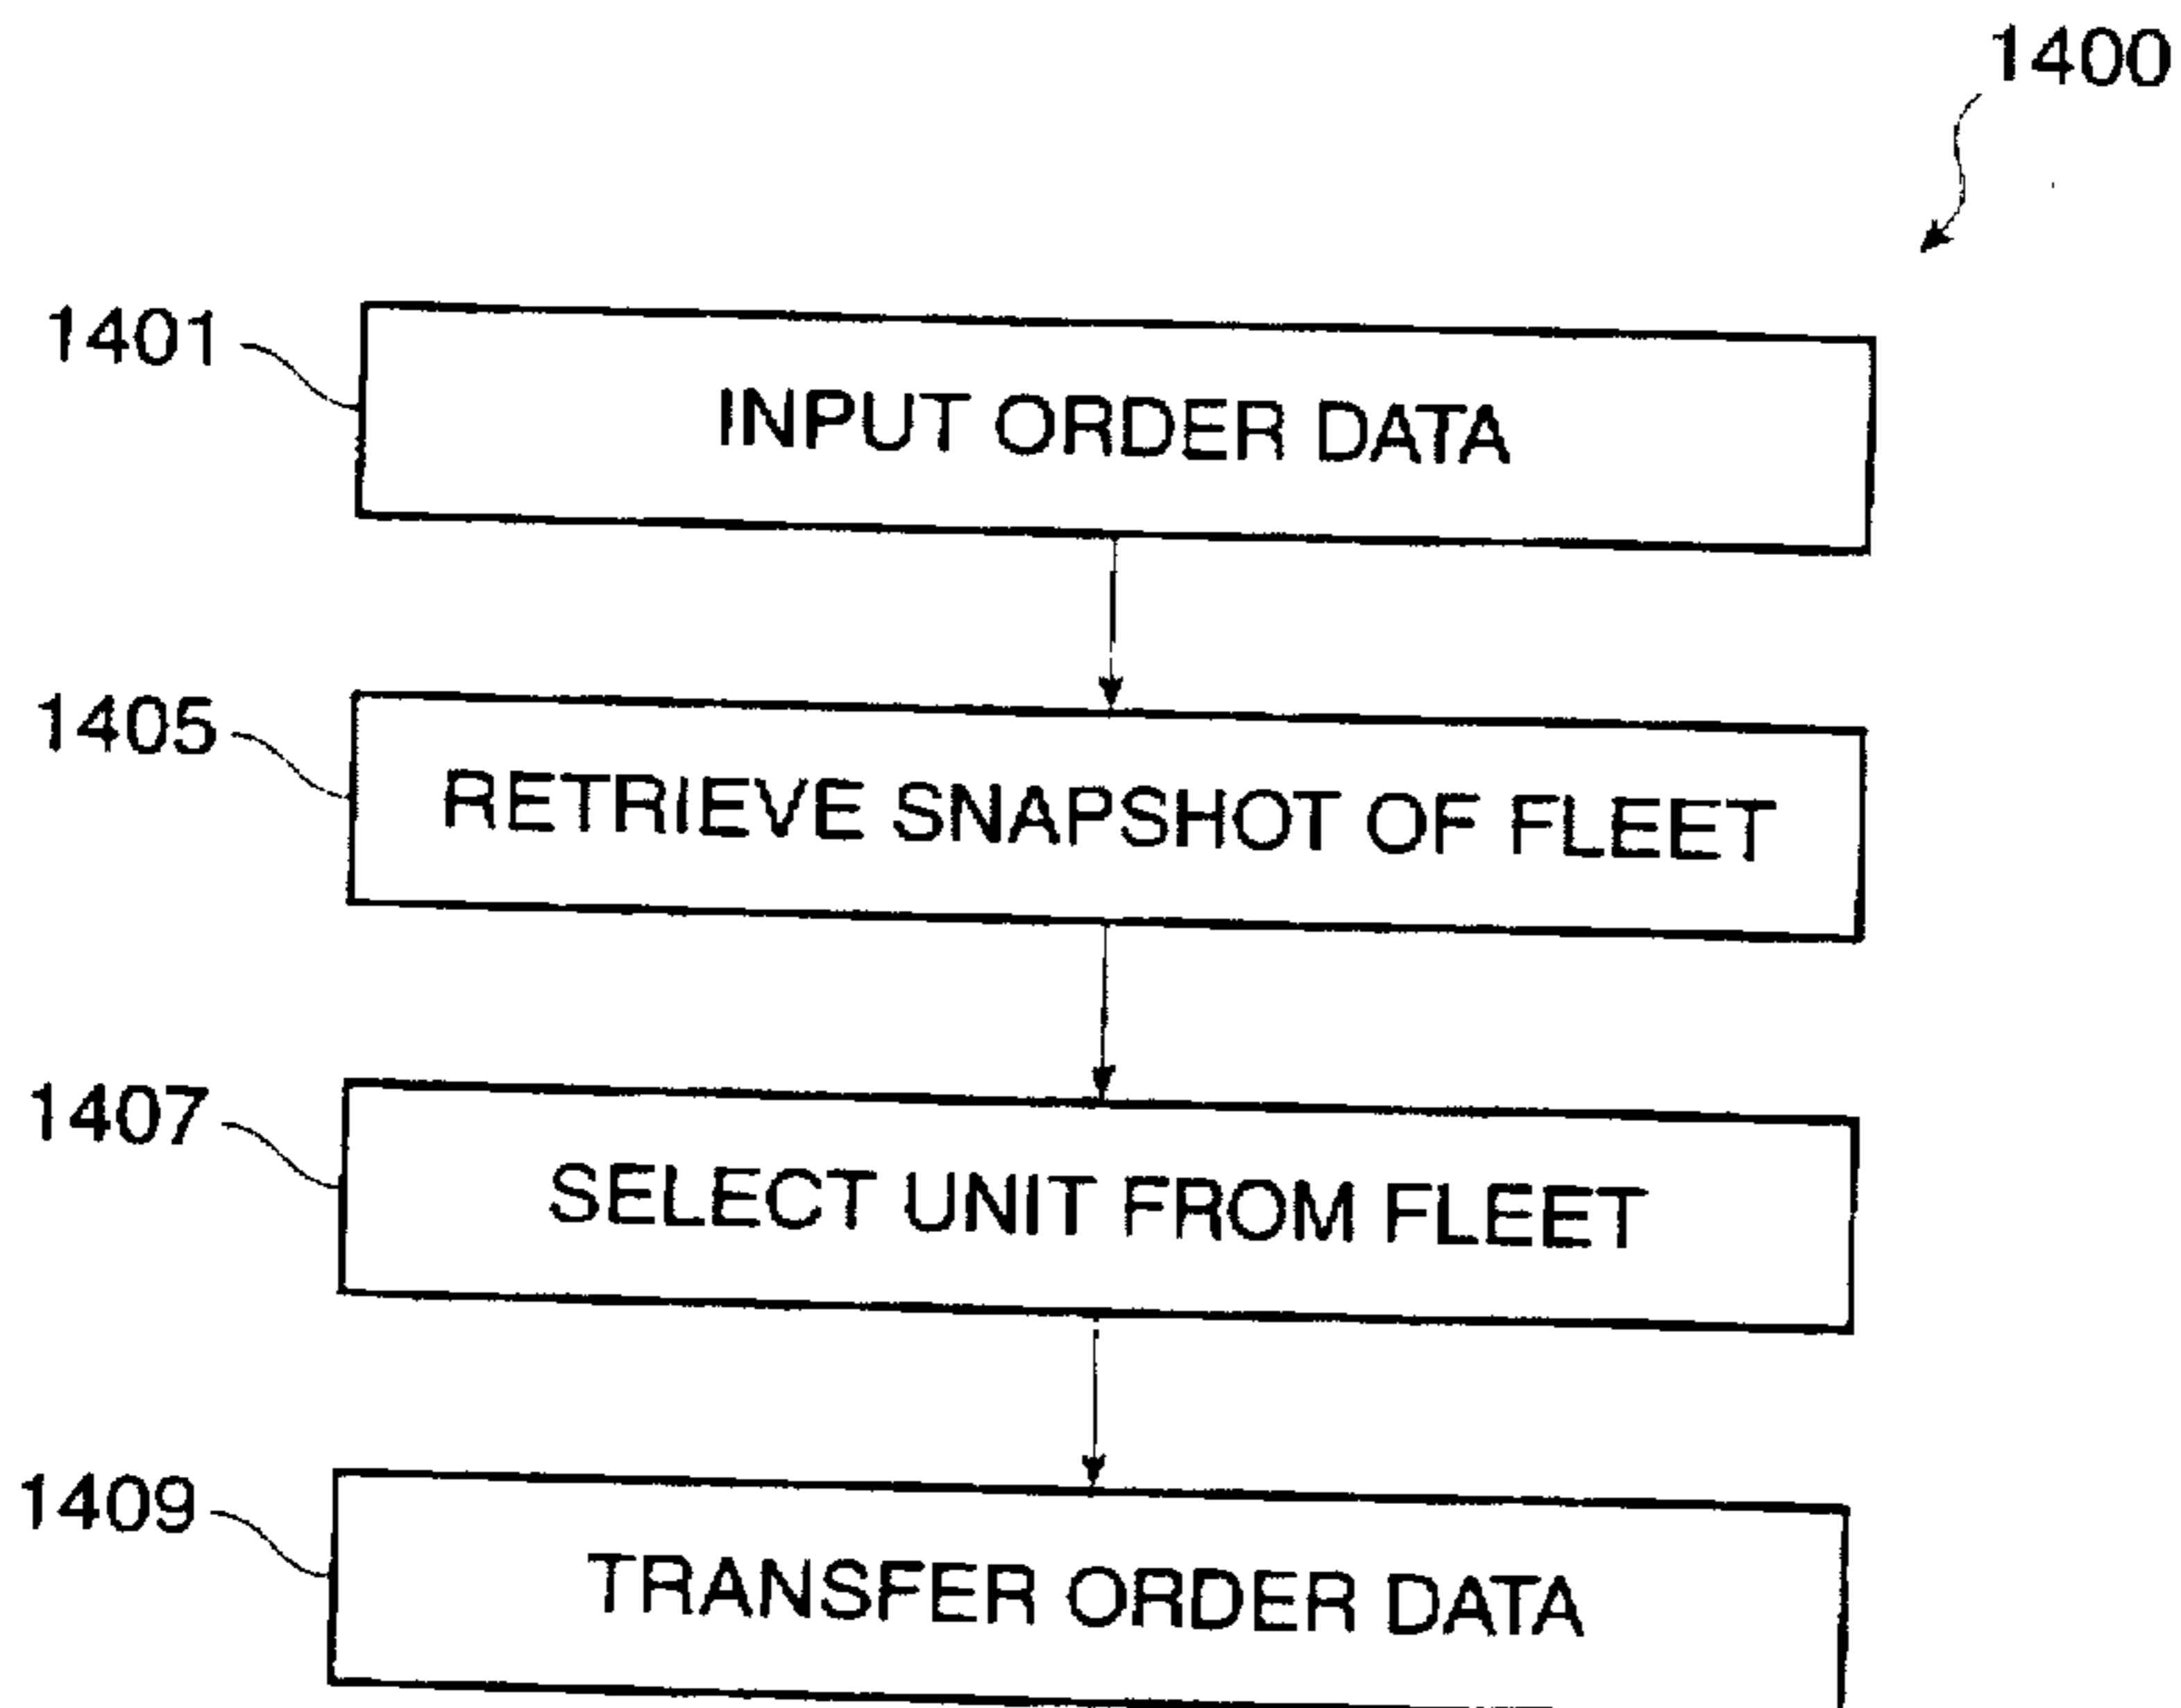 1400
1401
INPUT ORDER DATA
1405
RETRIEVE SNAPSHOT OF FLEET
1407
SELECT UNIT FROM FLEET
1409
TRANSFER ORDER DATA